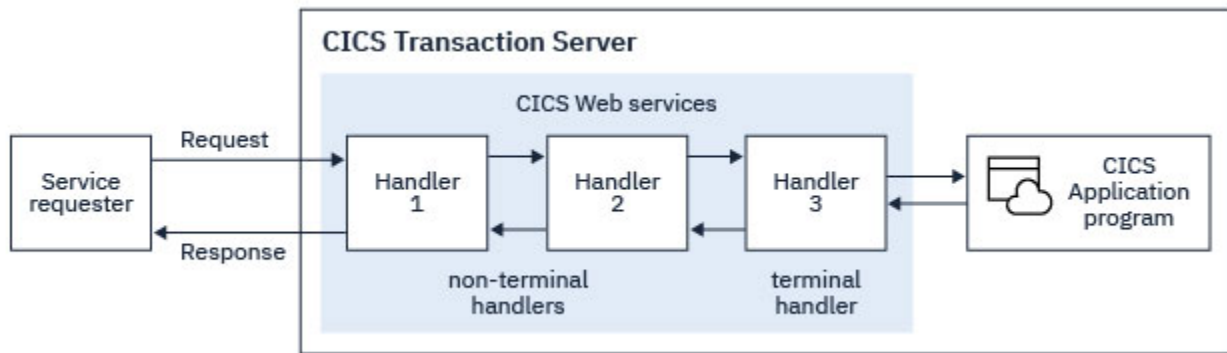 CICS Transaction Server
CICS Web services
Request
Service
requester
Handler
1
Handler
2
Handler
3
CICS
Application
program
Response
non-terminal
handlers
terminal
handler